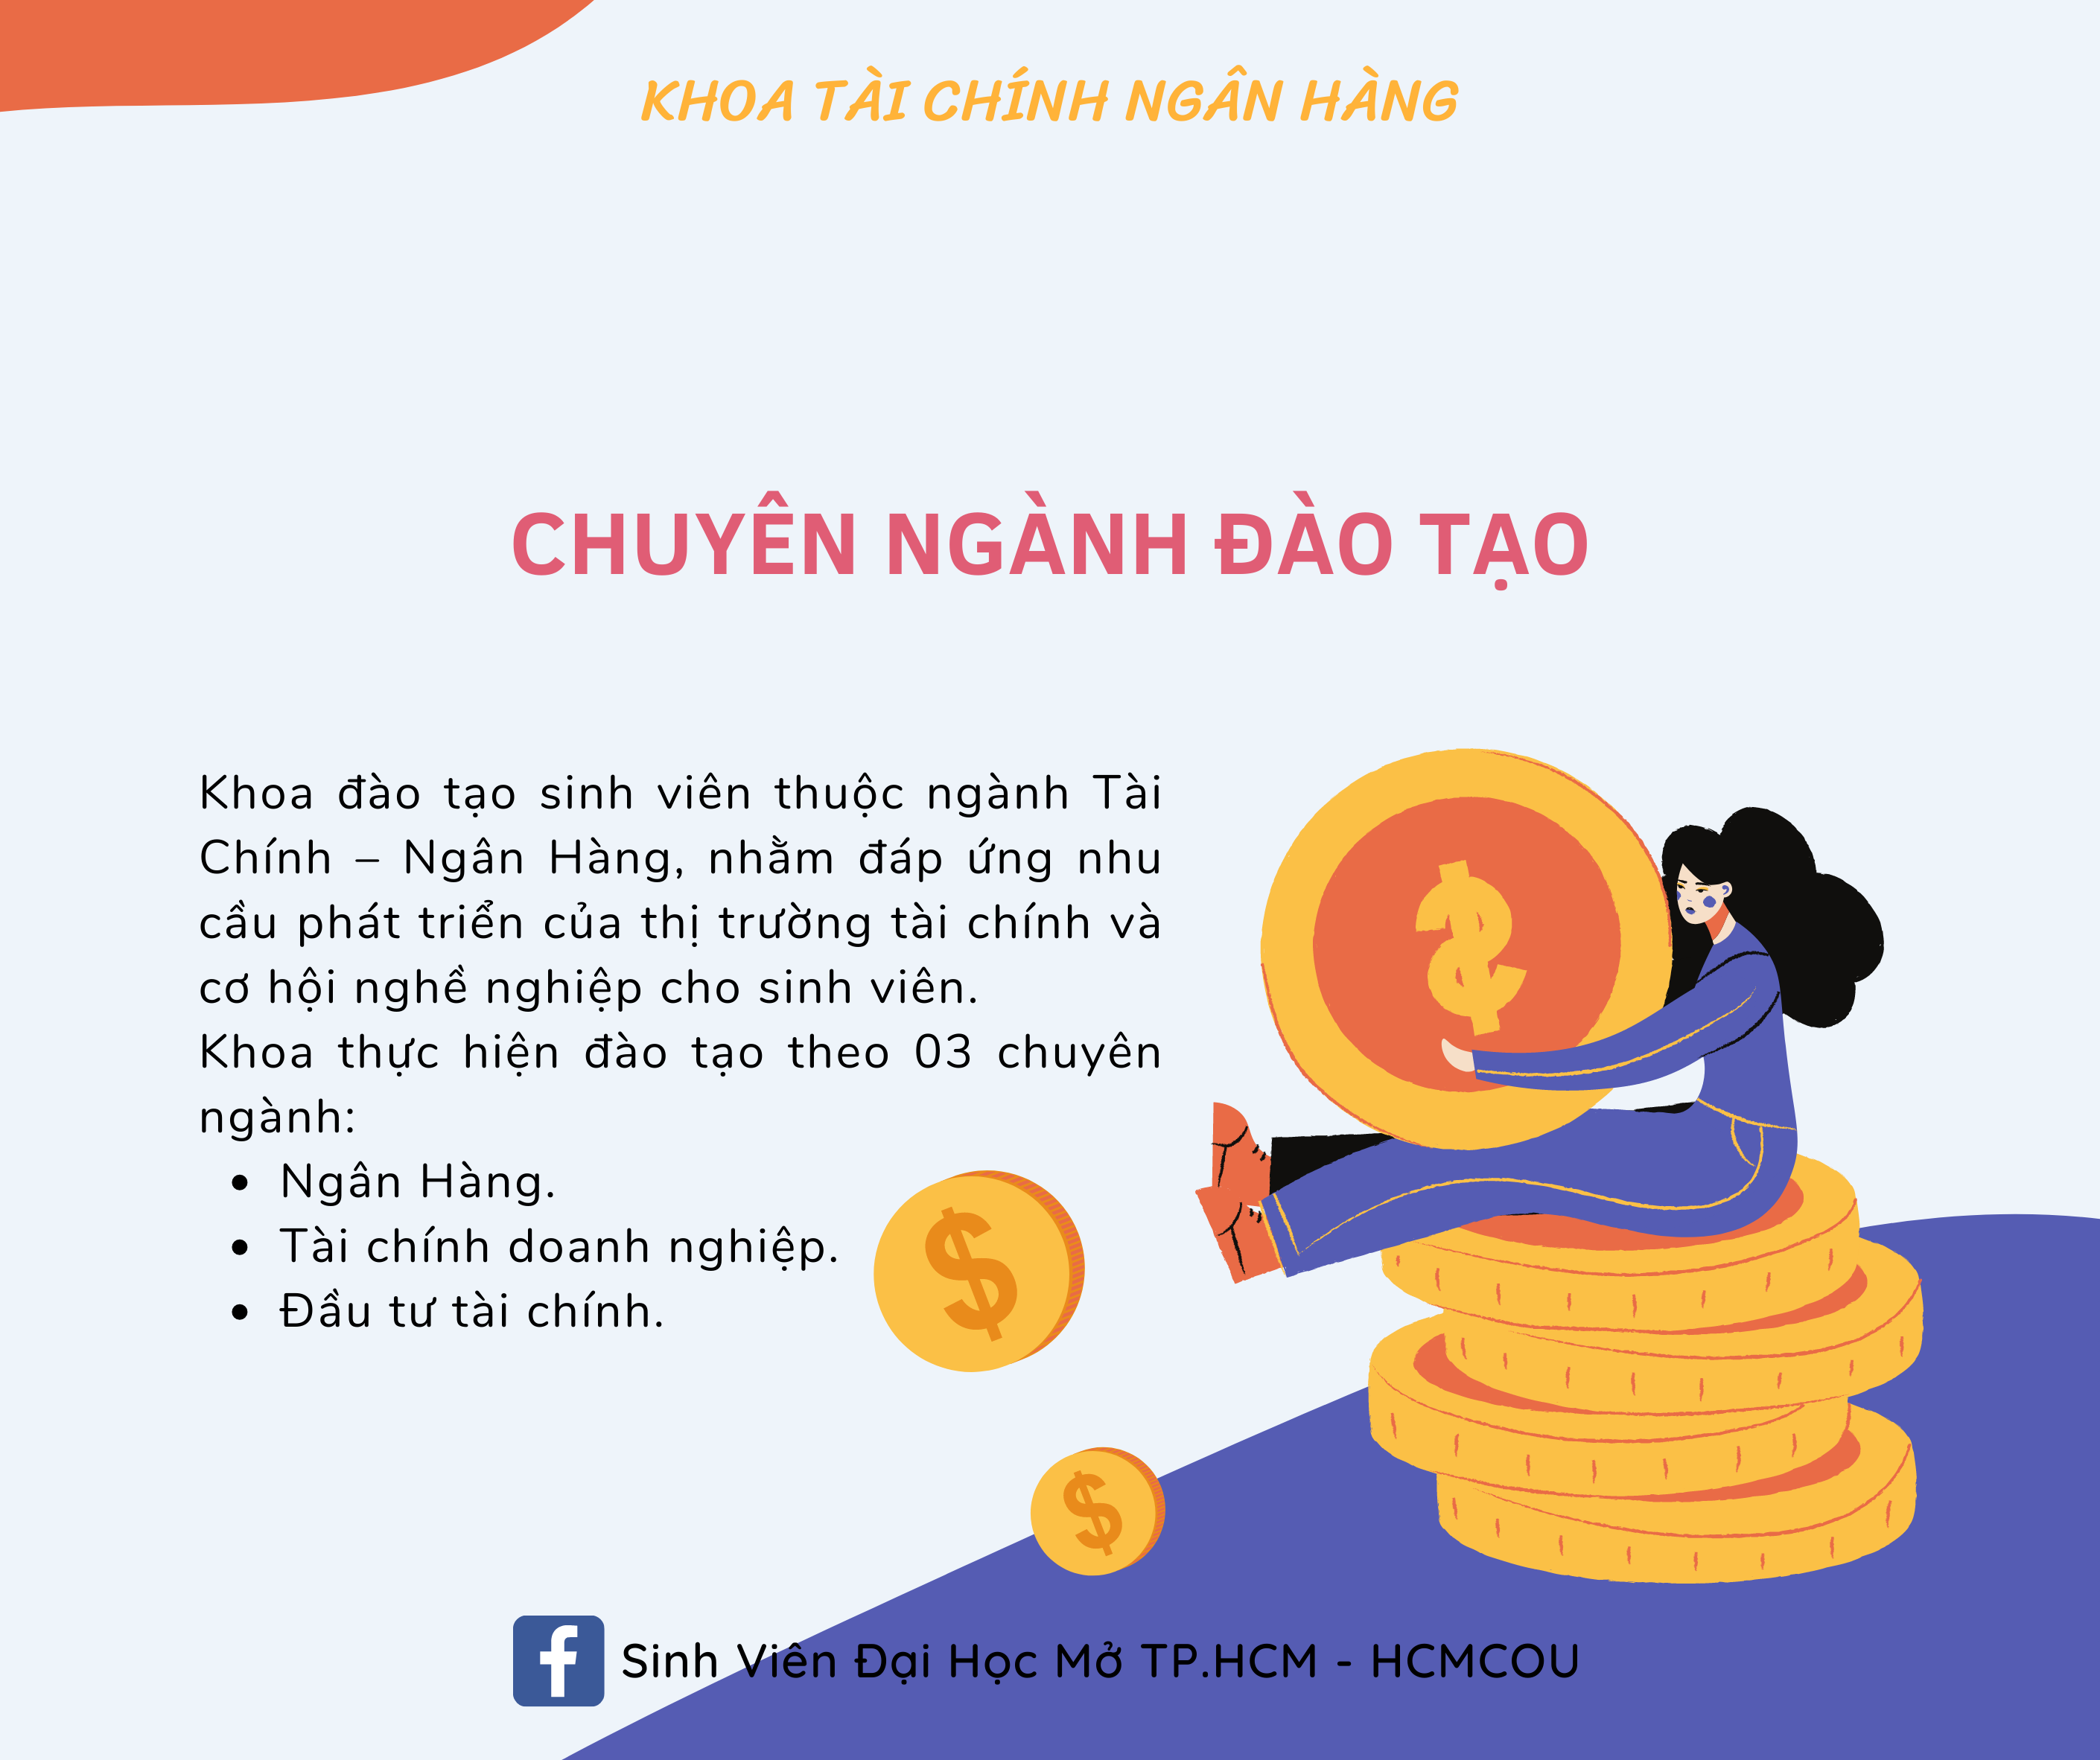 KHOA TÀI CHÍNH NGÂN HÀNG
CHUYÊN NGÀNH ĐÀO TẠO
Khoa đào tạo sinh viên thuộc ngành Tài
Chính – Ngân Hàng, nhằm đáp ứng nhu
cầu phát triển của thị trường tài chính và
cơ hội nghề nghiệp cho sinh viên.
Khoa thực hiện đào tạo theo 03 chuyên
ngành:
• Ngân Hàng.
• Tài chính doanh nghiệp.
• Đầu tư tài chính.
$
$
$
f Sinh Viên Đại Học Mở TP.HCM - HCMCOU